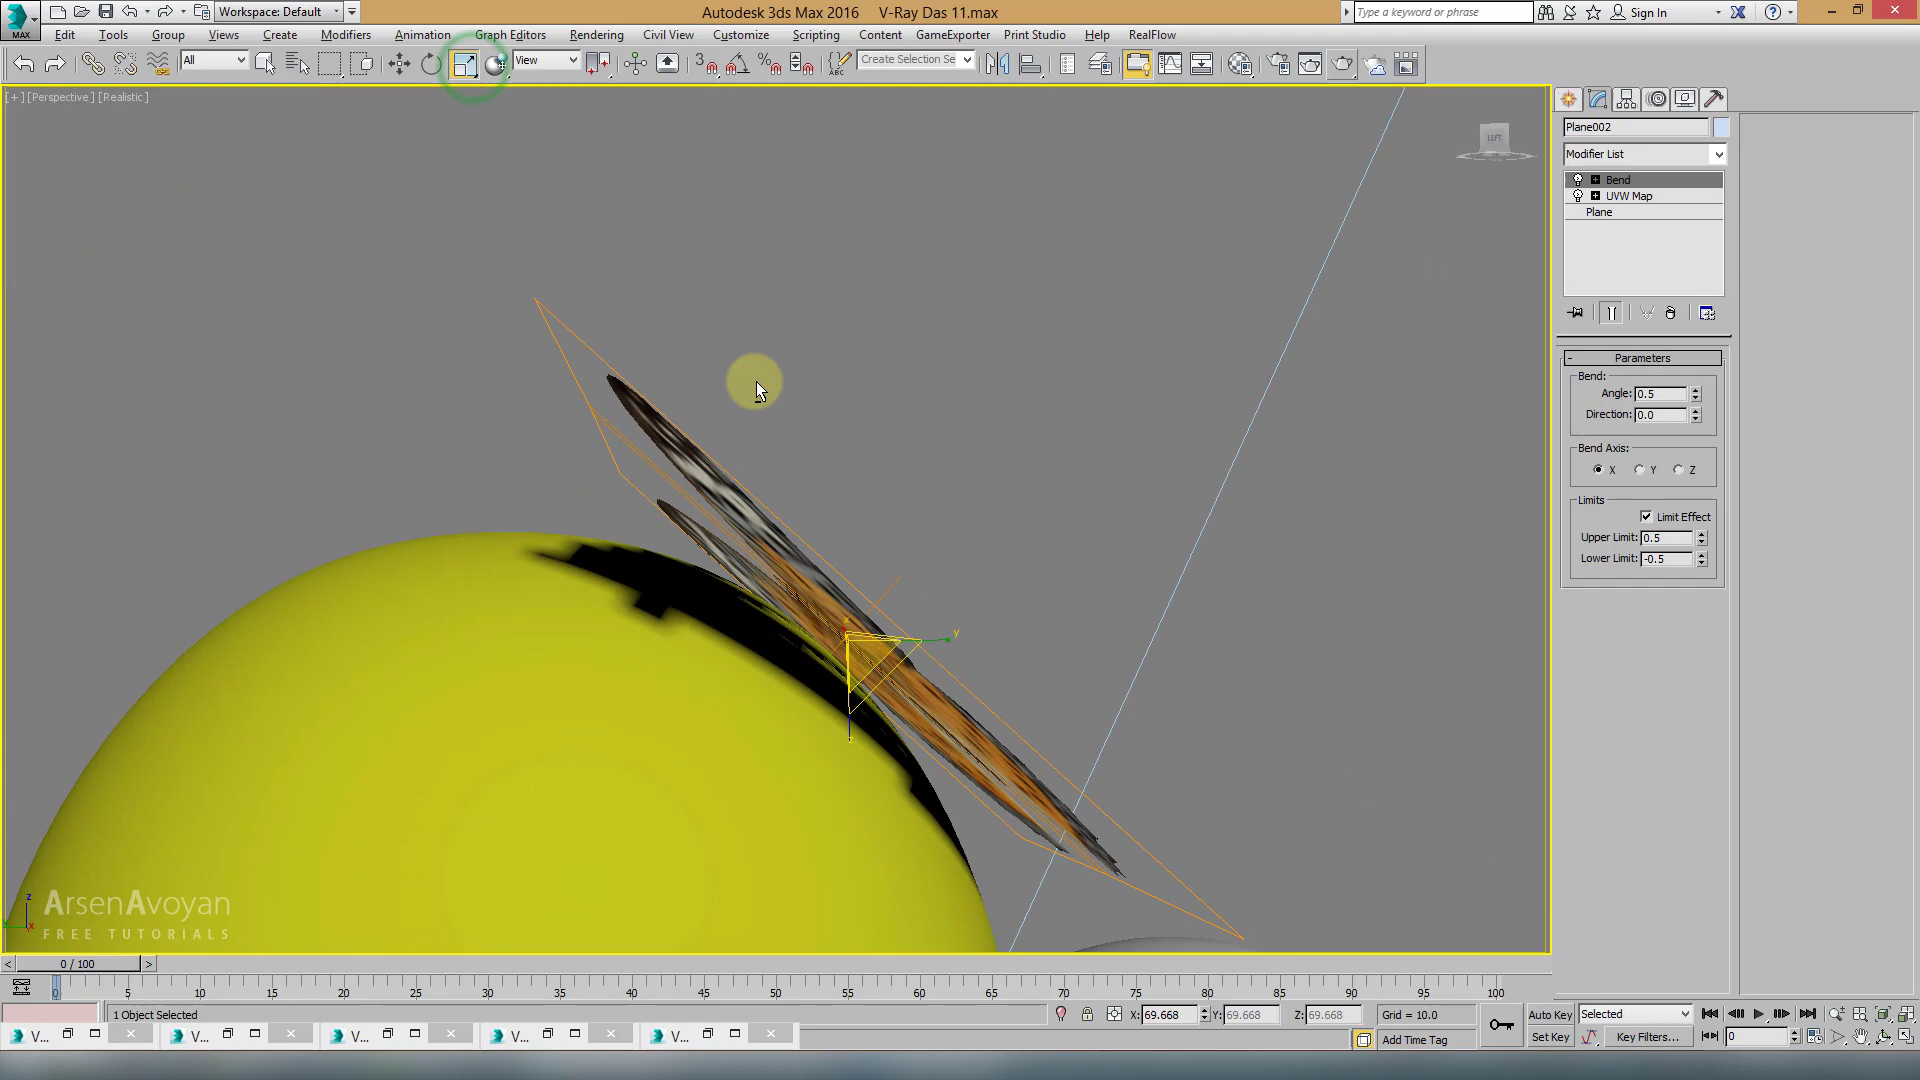 MAX
Workspace: Default
Autodesk 3ds Max 2016 V-Ray Das 11.max
Type a keyword or phrase
Sign In
Edit Tools Group Views Create Modifiers Animation Graph Editors Rendering Civil View Customize Scripting Content GameExporter Print Studio Help RealFlow
All
View
3
ABC
Create Selection Se
[+] [Perspective] [Realistic]
LEFT
Plane002
Modifier List
Bend
UVW Map
Plane
Parameters
Bend:
Angle: 0.5
Direction: 0.0
Bend Axis:
X Y Z
Limits
Limit Effect
Upper Limit: 0.5
Lower Limit: -0.5
x
y
z
z
x
ArsenAvoyan
FREE TUTORIALS
< 0 / 100 >
0 5 10 15 20 25 30 35 40 45 50 55 60 65 70 75 80 85 90 95 100
1 Object Selected
X: 69.668 Y: 69.668 Z: 69.668 Grid = 10.0
Auto Key Selected
V... V... V... V... V...
Add Time Tag
Set Key Key Filters... 0